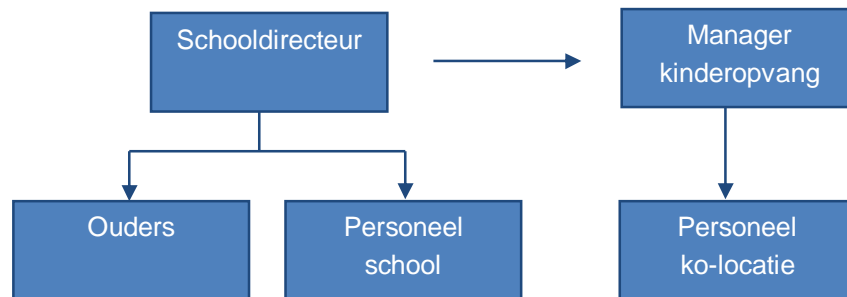 Schooldirecteur
Manager
kinderopvang
Ouders
Personeel
school
Personeel
ko-locatie